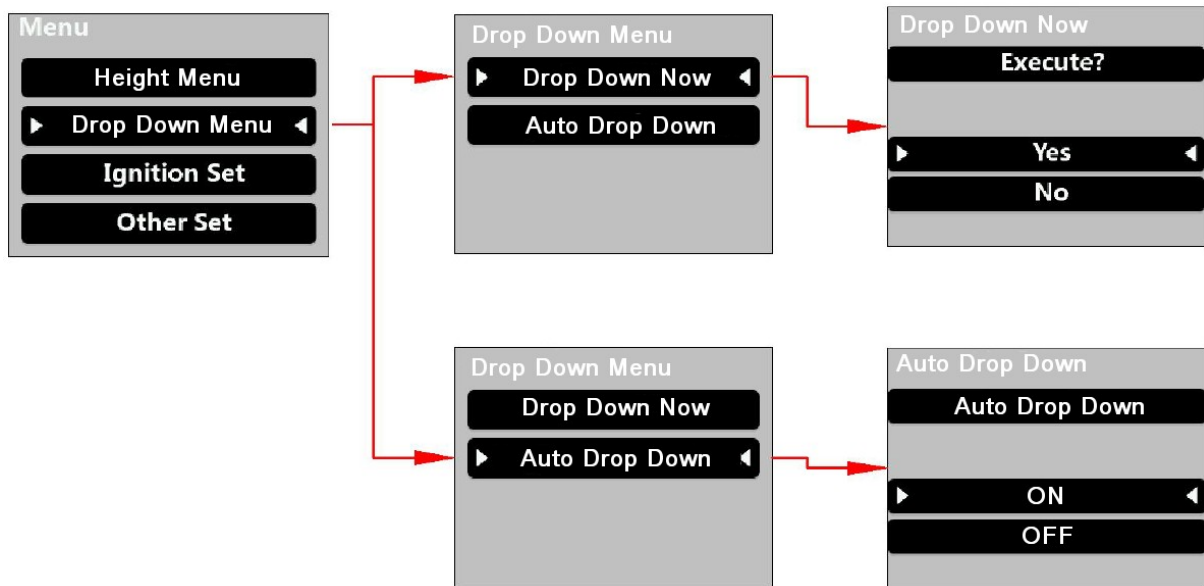 Menu
Height Menu
Drop Down Menu
Ignition Set
Other Set
Drop Down Menu
Drop Down Now
Auto Drop Down
Drop Down Now
Execute?
Yes
No
Drop Down Menu
Drop Down Now
Auto Drop Down
Auto Drop Down
Auto Drop Down
ON
OFF